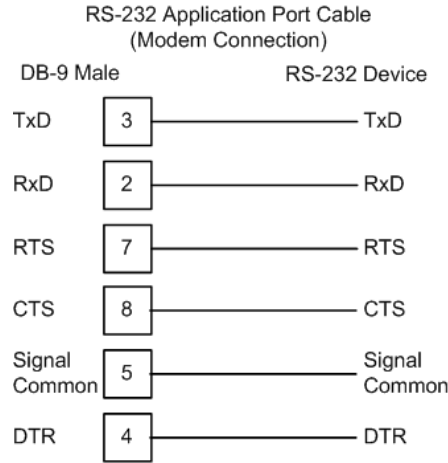 RS-232 Application Port Cable
(Modem Connection)
DB-9 Male RS-232 Device
TxD 3 TxD
RxD 2 RxD
RTS 7 RTS
CTS 8 CTS
Signal Signal
Common 5 Common
DTR 4 DTR